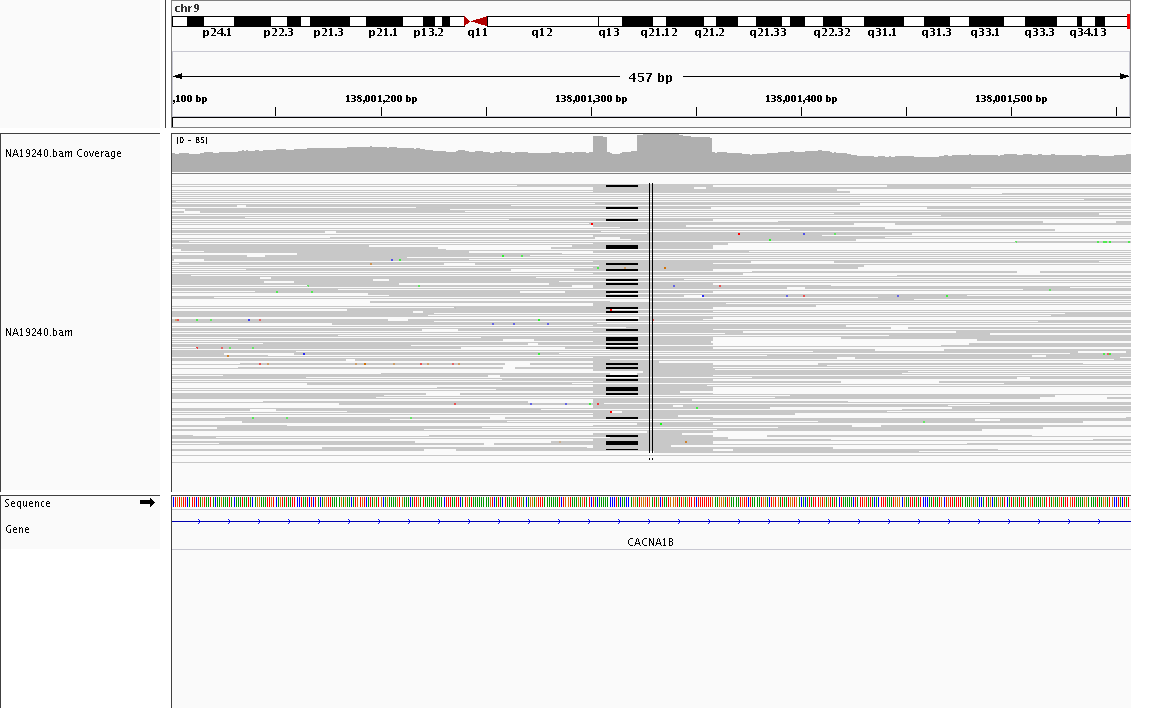 chr9
p24.1 p22.3 p21.3 p21.1 p13.2 q11 q12 q13 q21.12 q21.2 q21.33 q22.32 q31.1 q31.3 q33.1 q33.3 q34.13
457 bp
,100 bp 138,001,200 bp 138,001,300 bp 138,001,400 bp 138,001,500 bp
[0 - 85]
NA19240.bam Coverage
NA19240.bam
Sequence
Gene
CACNA1B